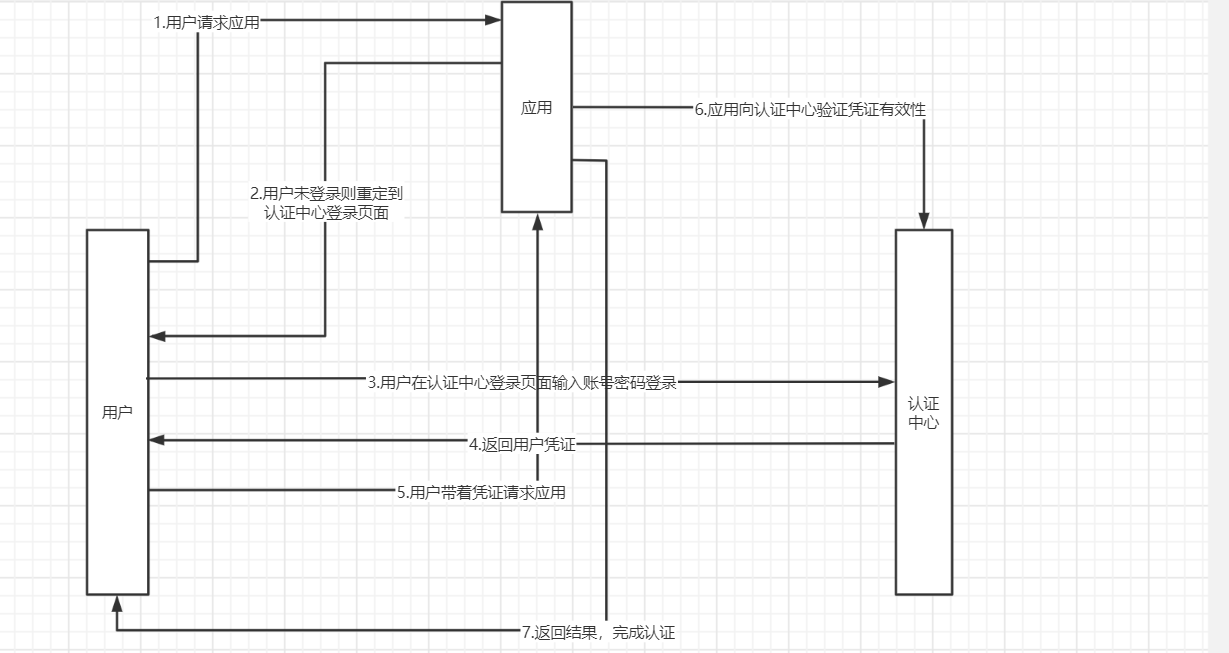 1.用户请求应用
应用
6.应用向认证中心验证凭证有效性
2.用户未登录则重定到
认证中心登录页面
3.用户在认证中心登录页面输入账号密码登录
用户
认证
中心
4.返回用户凭证
5.用户带着凭证请求应用
7.返回结果，完成认证